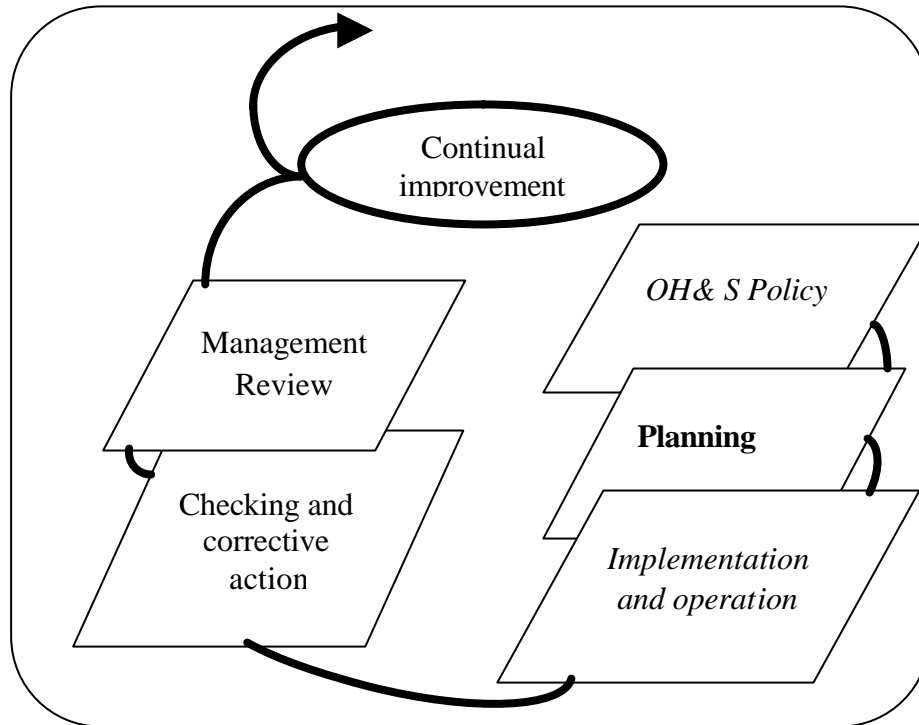 Continual
improvement
OH& S Policy
Management
Review
Planning
Checking and
corrective
action
Implementation
and operation